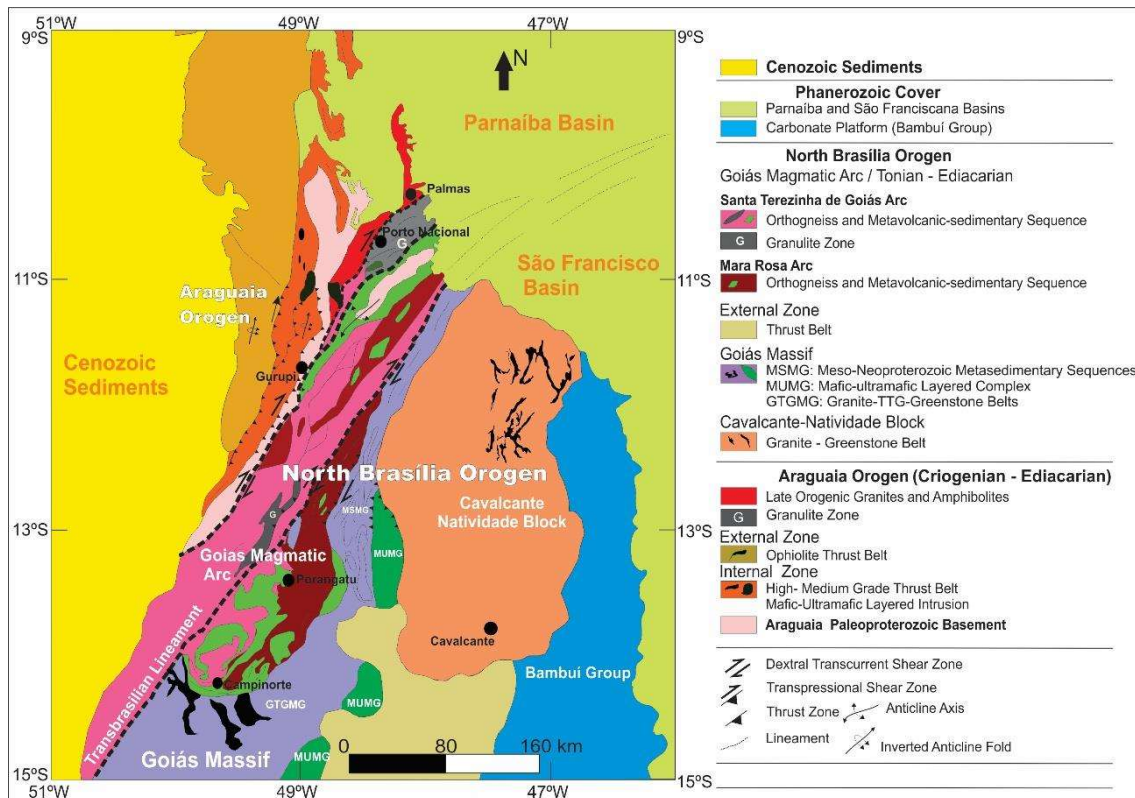 51°W
49°W
47°W
9°S
9°S
N
Parnaíba Basin
Palmas
Porto Nacional
G
São Francisco
Basin
11°S
11°S
Araguaia
Orogen
Cenozoic
Sediments
Gurupi
North Brasília Orogen
Cavalcante
Natividade Block
MSMG
13°S
13°S
G
MUMG
Goias Magmatic
Arc
Porangatu
Cavalcante
Transbrasilian Lineament
Campinorte
Bambuí Group
GTGMG
MUMG
Goiás Massif
MUMG
0 80 160 km
15°S
15°S
51°W
49°W
47°W
Cenozoic Sediments
Phanerozoic Cover
Parnaíba and São Franciscana Basins
Carbonate Platform (Bambuí Group)
North Brasília Orogen
Goiás Magmatic Arc / Tonian - Ediacarian
Santa Terezinha de Goiás Arc
Orthogneiss and Metavolcanic-sedimentary Sequence
G Granulite Zone
Mara Rosa Arc
Orthogneiss and Metavolcanic-sedimentary Sequence
External Zone
Thrust Belt
Goiás Massif
MSMG: Meso-Neoproterozoic Metasedimentary Sequences
MUMG: Mafic-ultramafic Layered Complex
GTGMG: Granite-TTG-Greenstone Belts
Cavalcante-Natividade Block
Granite - Greenstone Belt
Araguaia Orogen (Criogenian - Ediacarian)
Late Orogenic Granites and Amphibolites
G Granulite Zone
External Zone
Ophiolite Thrust Belt
Internal Zone
High- Medium Grade Thrust Belt
Mafic-Ultramafic Layered Intrusion
Araguaia Paleoproterozoic Basement
Dextral Transcurrent Shear Zone
Transpressional Shear Zone
Thrust Zone
Anticline Axis
Lineament
Inverted Anticline Fold